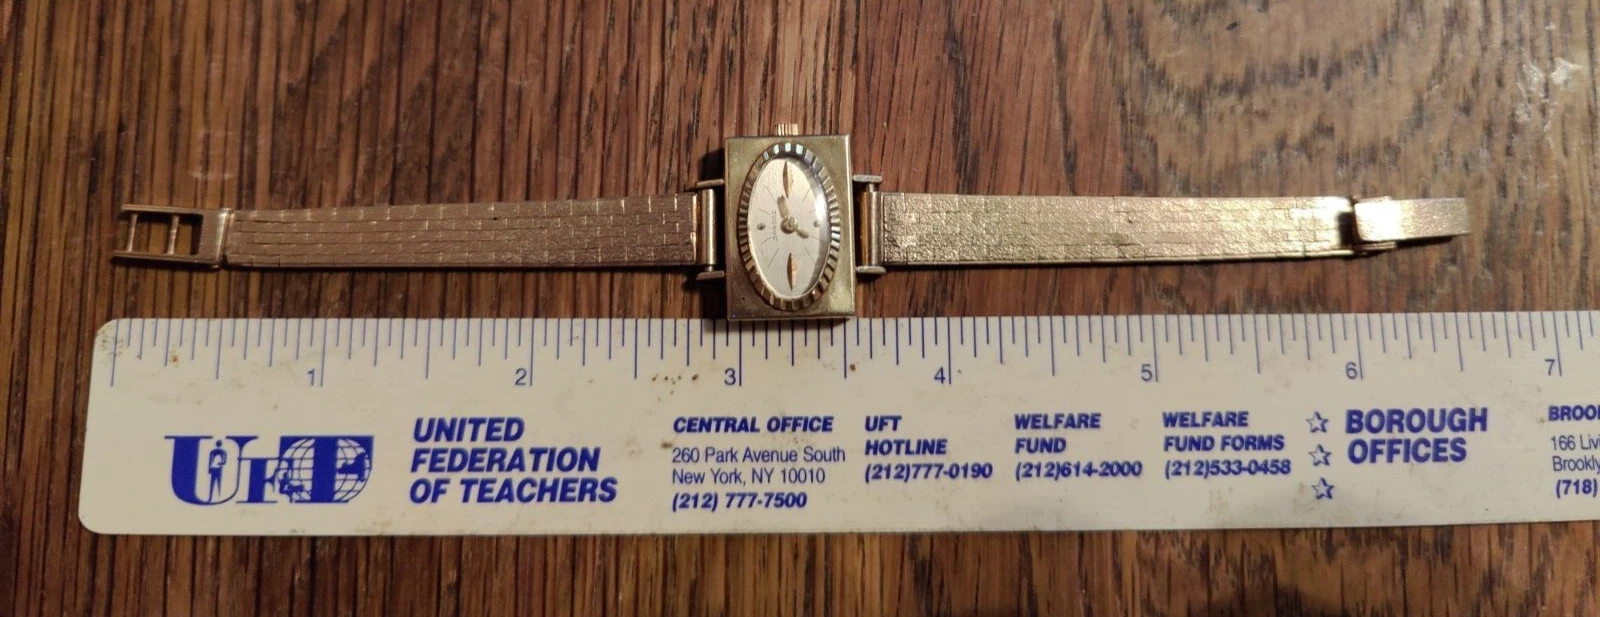 1 2 3 4 5 6 7
UFT
UNITED
FEDERATION
OF TEACHERS
CENTRAL OFFICE
260 Park Avenue South
New York, NY 10010
(212) 777-7500
UFT
HOTLINE
(212)777-0190
WELFARE
FUND
(212)614-2000
WELFARE
FUND FORMS
(212)533-0458
BOROUGH
OFFICES
166
(718)